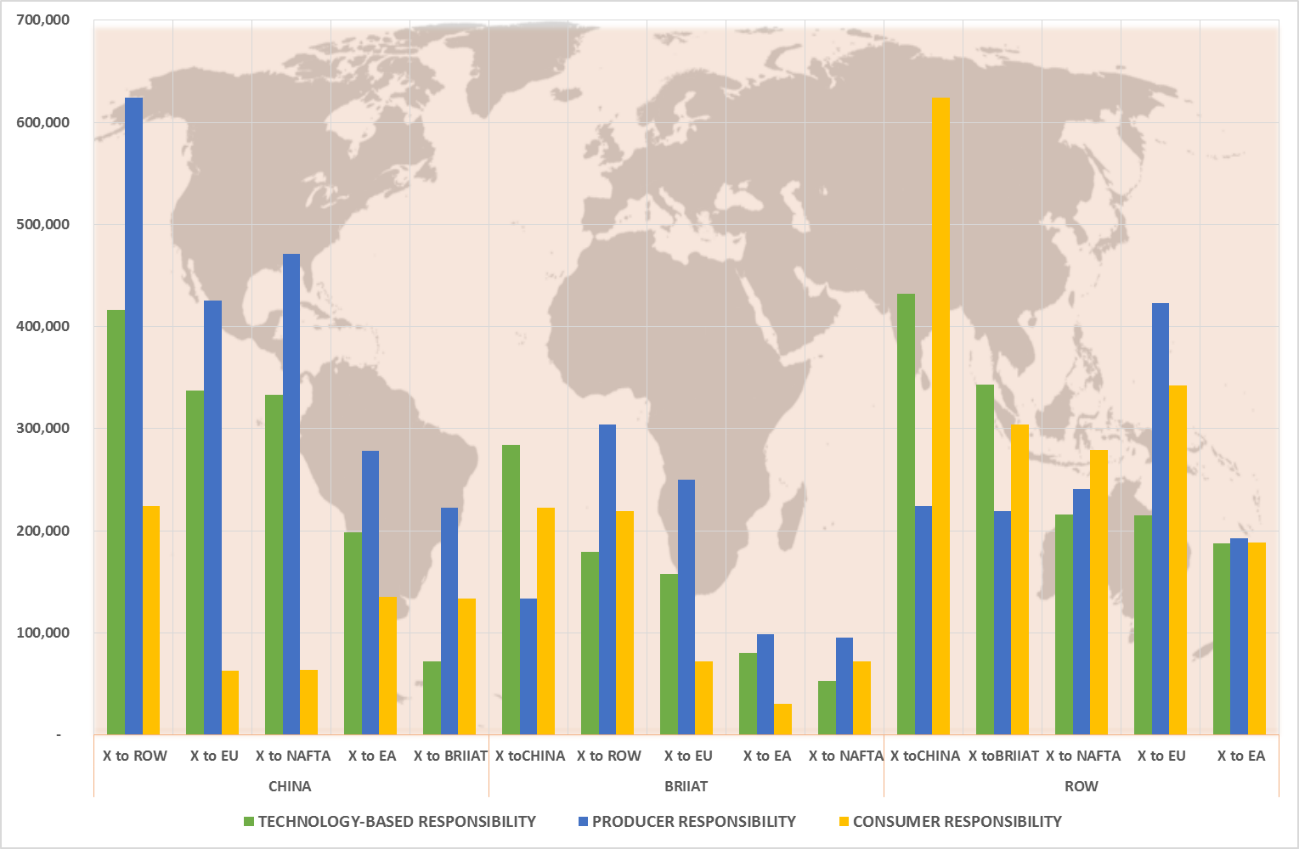 700,000
600,000
500,000
400,000
300,000
200,000
100,000
-
X to ROW X to EU X to NAFTA X to EA X to BRIIAT X toCHINA X to ROW X to EU X to EA X to NAFTA X toCHINA X toBRIIAT X to NAFTA X to EU X to EA
CHINA BRIIAT ROW
TECHNOLOGY-BASED RESPONSIBILITY PRODUCER RESPONSIBILITY CONSUMER RESPONSIBILITY